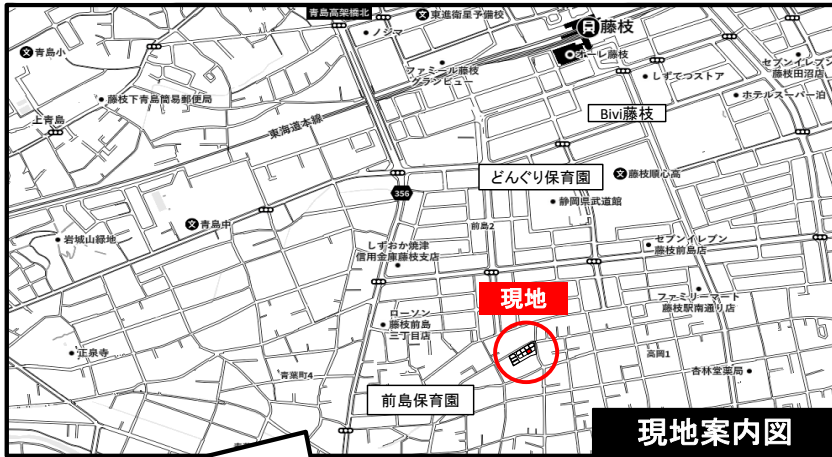 青島高架橋北
東進衛星予備校
藤枝
ノジマ
青島小
オーレ藤枝
セブンイレブン
藤枝田沼店
ファミール藤枝
グランビュー
しずてつストア
藤枝下青島簡易郵便局
ホテルスーパー泊
Bivi藤枝
上青島
東海道本線
どんぐり保育園
藤枝順心高
356
静岡県武道館
青島中
前島2
岩城山緑地
しずおか焼津
信用金庫藤枝支店
セブンイレブン
藤枝前島店
現地
ファミリーマート
藤枝駅南通り店
ローソン
藤枝前島
三丁目店
正泉寺
高岡1
青葉町4
杏林堂薬局
前島保育園
現地案内図